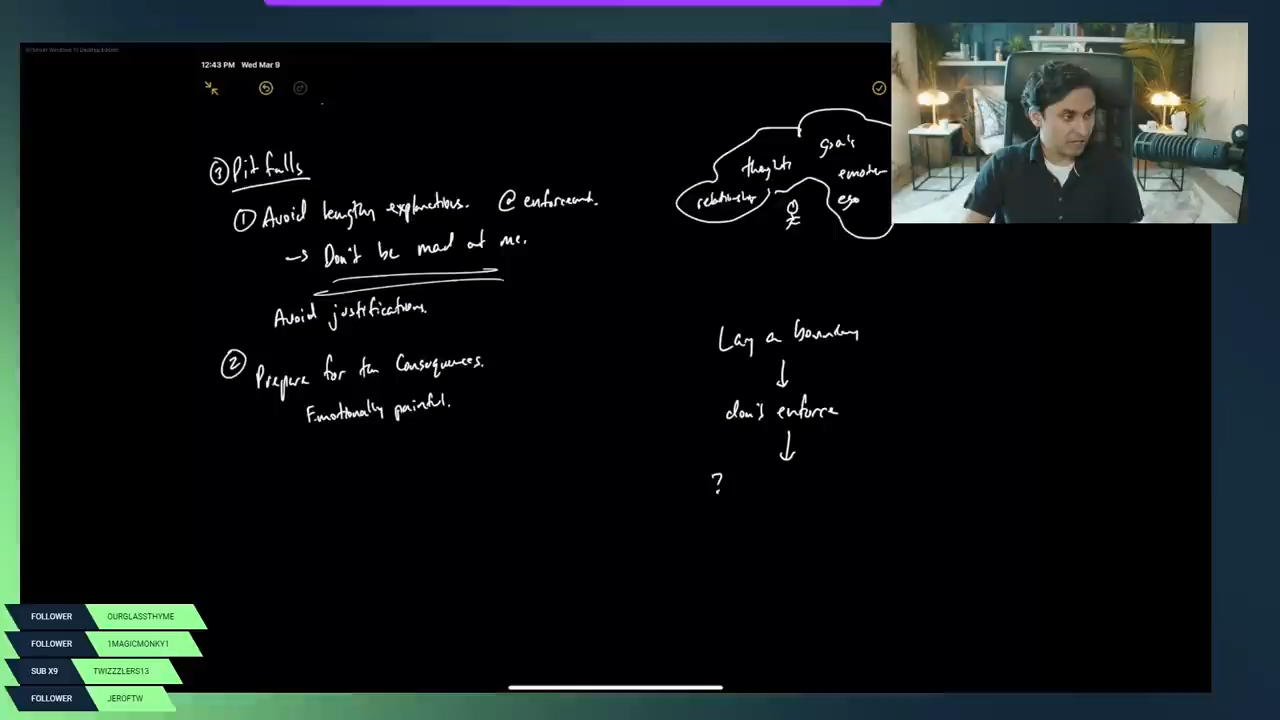 12:43 PM Wed Mar 9
③ Pitfalls
① Avoid lengthy explanations. @ enforcement.
→ Don't be mad at me.
Avoid justifications.
② Prepare for the Consequences.
Emotionally painful.
thoughts
goals
emotion
relationship
ego
Lay a boundary
↓
don't enforce
↓
?
FOLLOWER OURGLASSTHYME
FOLLOWER 1MAGICMONKY1
SUB X9 TWIZZZLERS13
FOLLOWER JEROFTW